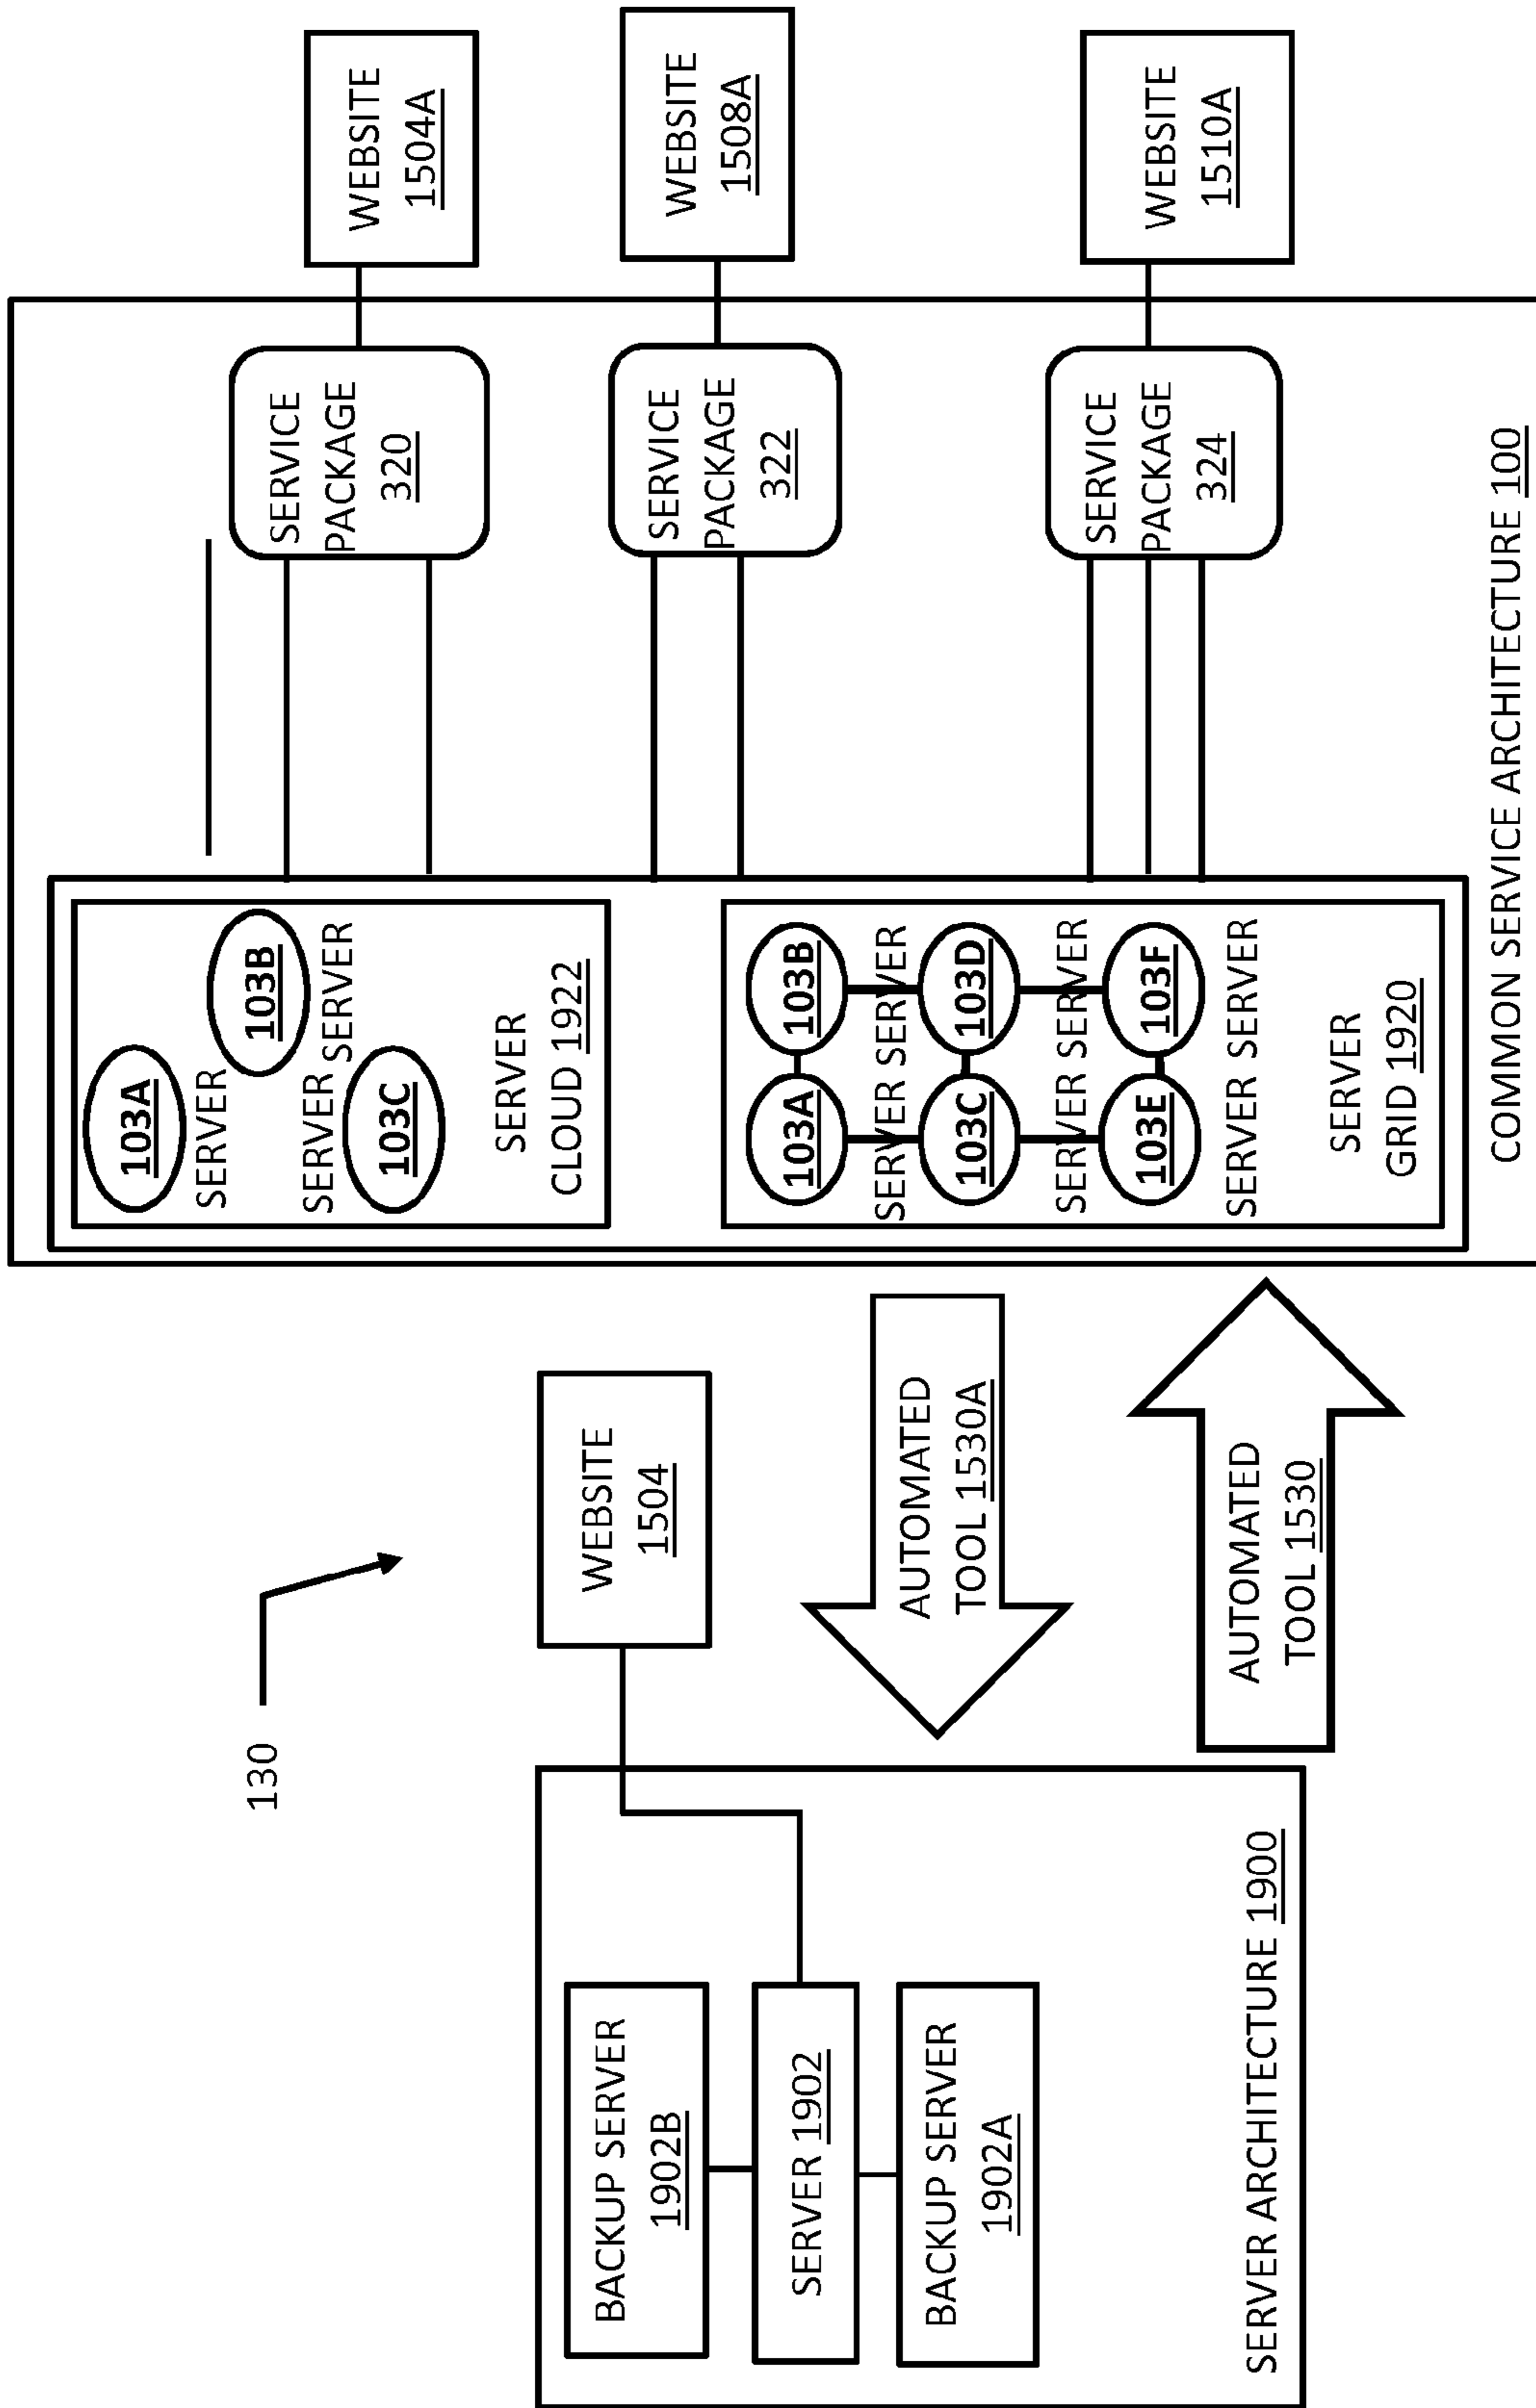 130
BACKUP SERVER
1902B
SERVER 1902
BACKUP SERVER
1902A
SERVER ARCHITECTURE 1900
WEBSITE
1504
AUTOMATED
TOOL 1530A
AUTOMATED
TOOL 1530
103A
SERVER
103B
SERVER
SERVER
103C
SERVER
CLOUD 1922
103A
103B
SERVER
SERVER
103C
103D
SERVER
SERVER
103E
103F
SERVER
SERVER
SERVER
GRID 1920
SERVICE
PACKAGE
320
SERVICE
PACKAGE
322
SERVICE
PACKAGE
324
COMMON SERVICE ARCHITECTURE 100
WEBSITE
1504A
WEBSITE
1508A
WEBSITE
1510A